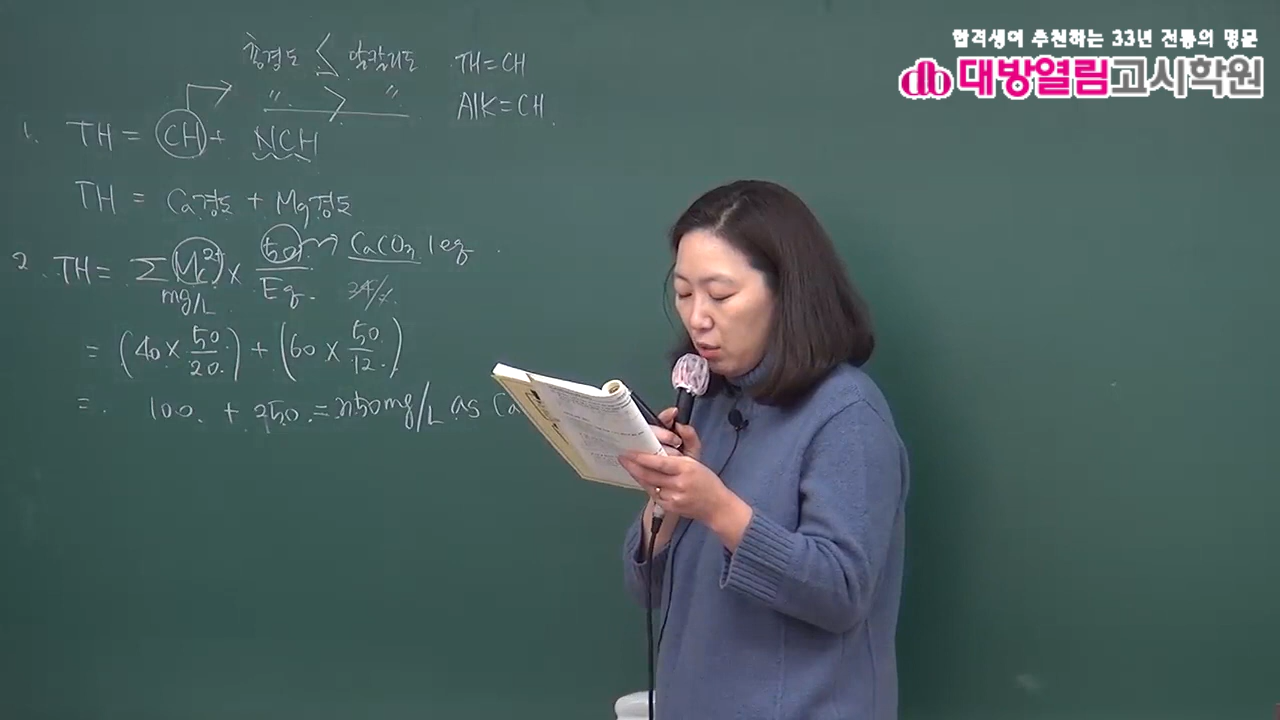 합격생이 추천하는 33년 전통의 명문
대방열림고시학원
총경도 ≤ 알칼리도 TH = CH
〃 > 〃 Alk = CH
1. TH = CH + NCH
TH = Ca경도 + Mg경도
2. TH = Σ Mc²⁺ × 50/Eq. → CaCO₃ 1eq
mg/L
= (40 × 50/20) + (60 × 50/12)
= 100 + 250 = 350mg/L as Ca